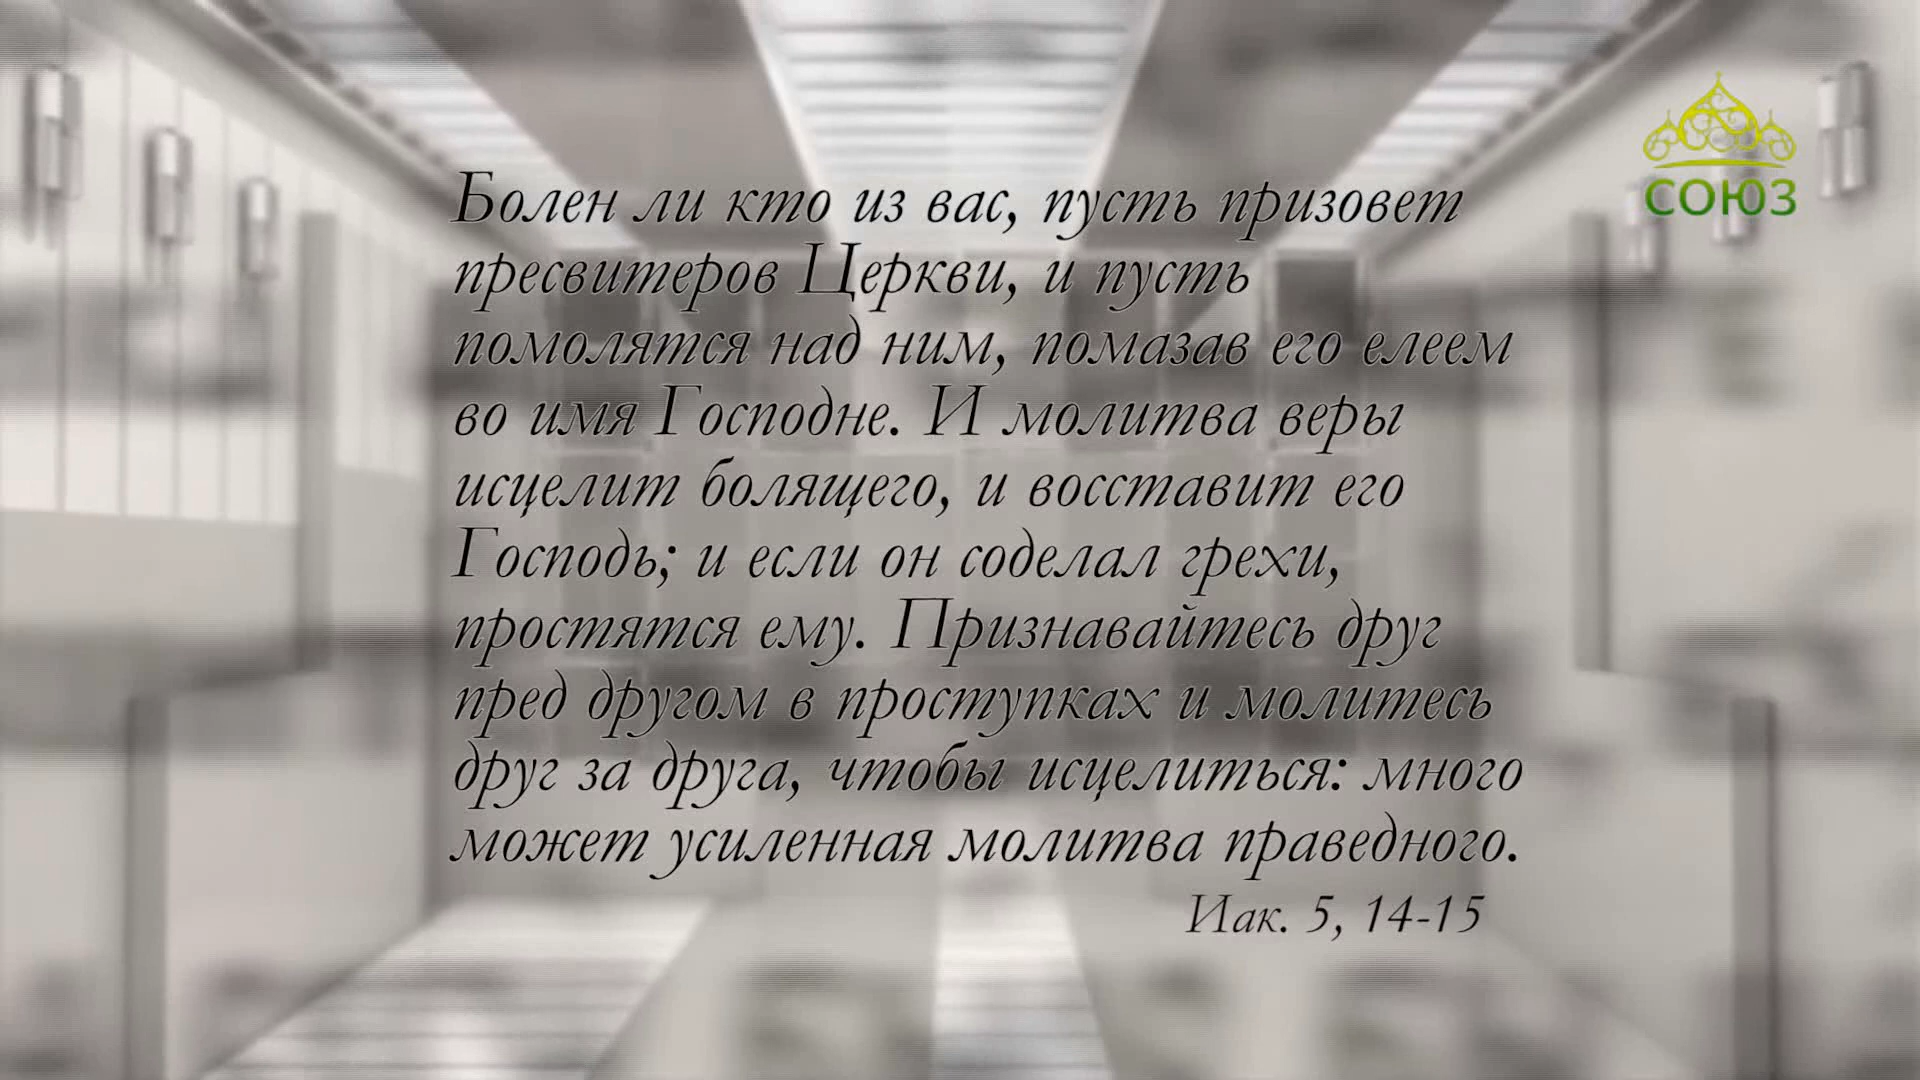 СОЮЗ
Болен ли кто из вас, пусть призовет
пресвитеров Церкви, и пусть
помолятся над ним, помазав его елеем
во имя Господне. И молитва веры
исцелит болящего, и восставит его
Господь; и если он соделал грехи,
простятся ему. Признавайтесь друг
пред другом в проступках и молитесь
друг за друга, чтобы исцелиться: много
может усиленная молитва праведного.
Иак. 5, 14-15